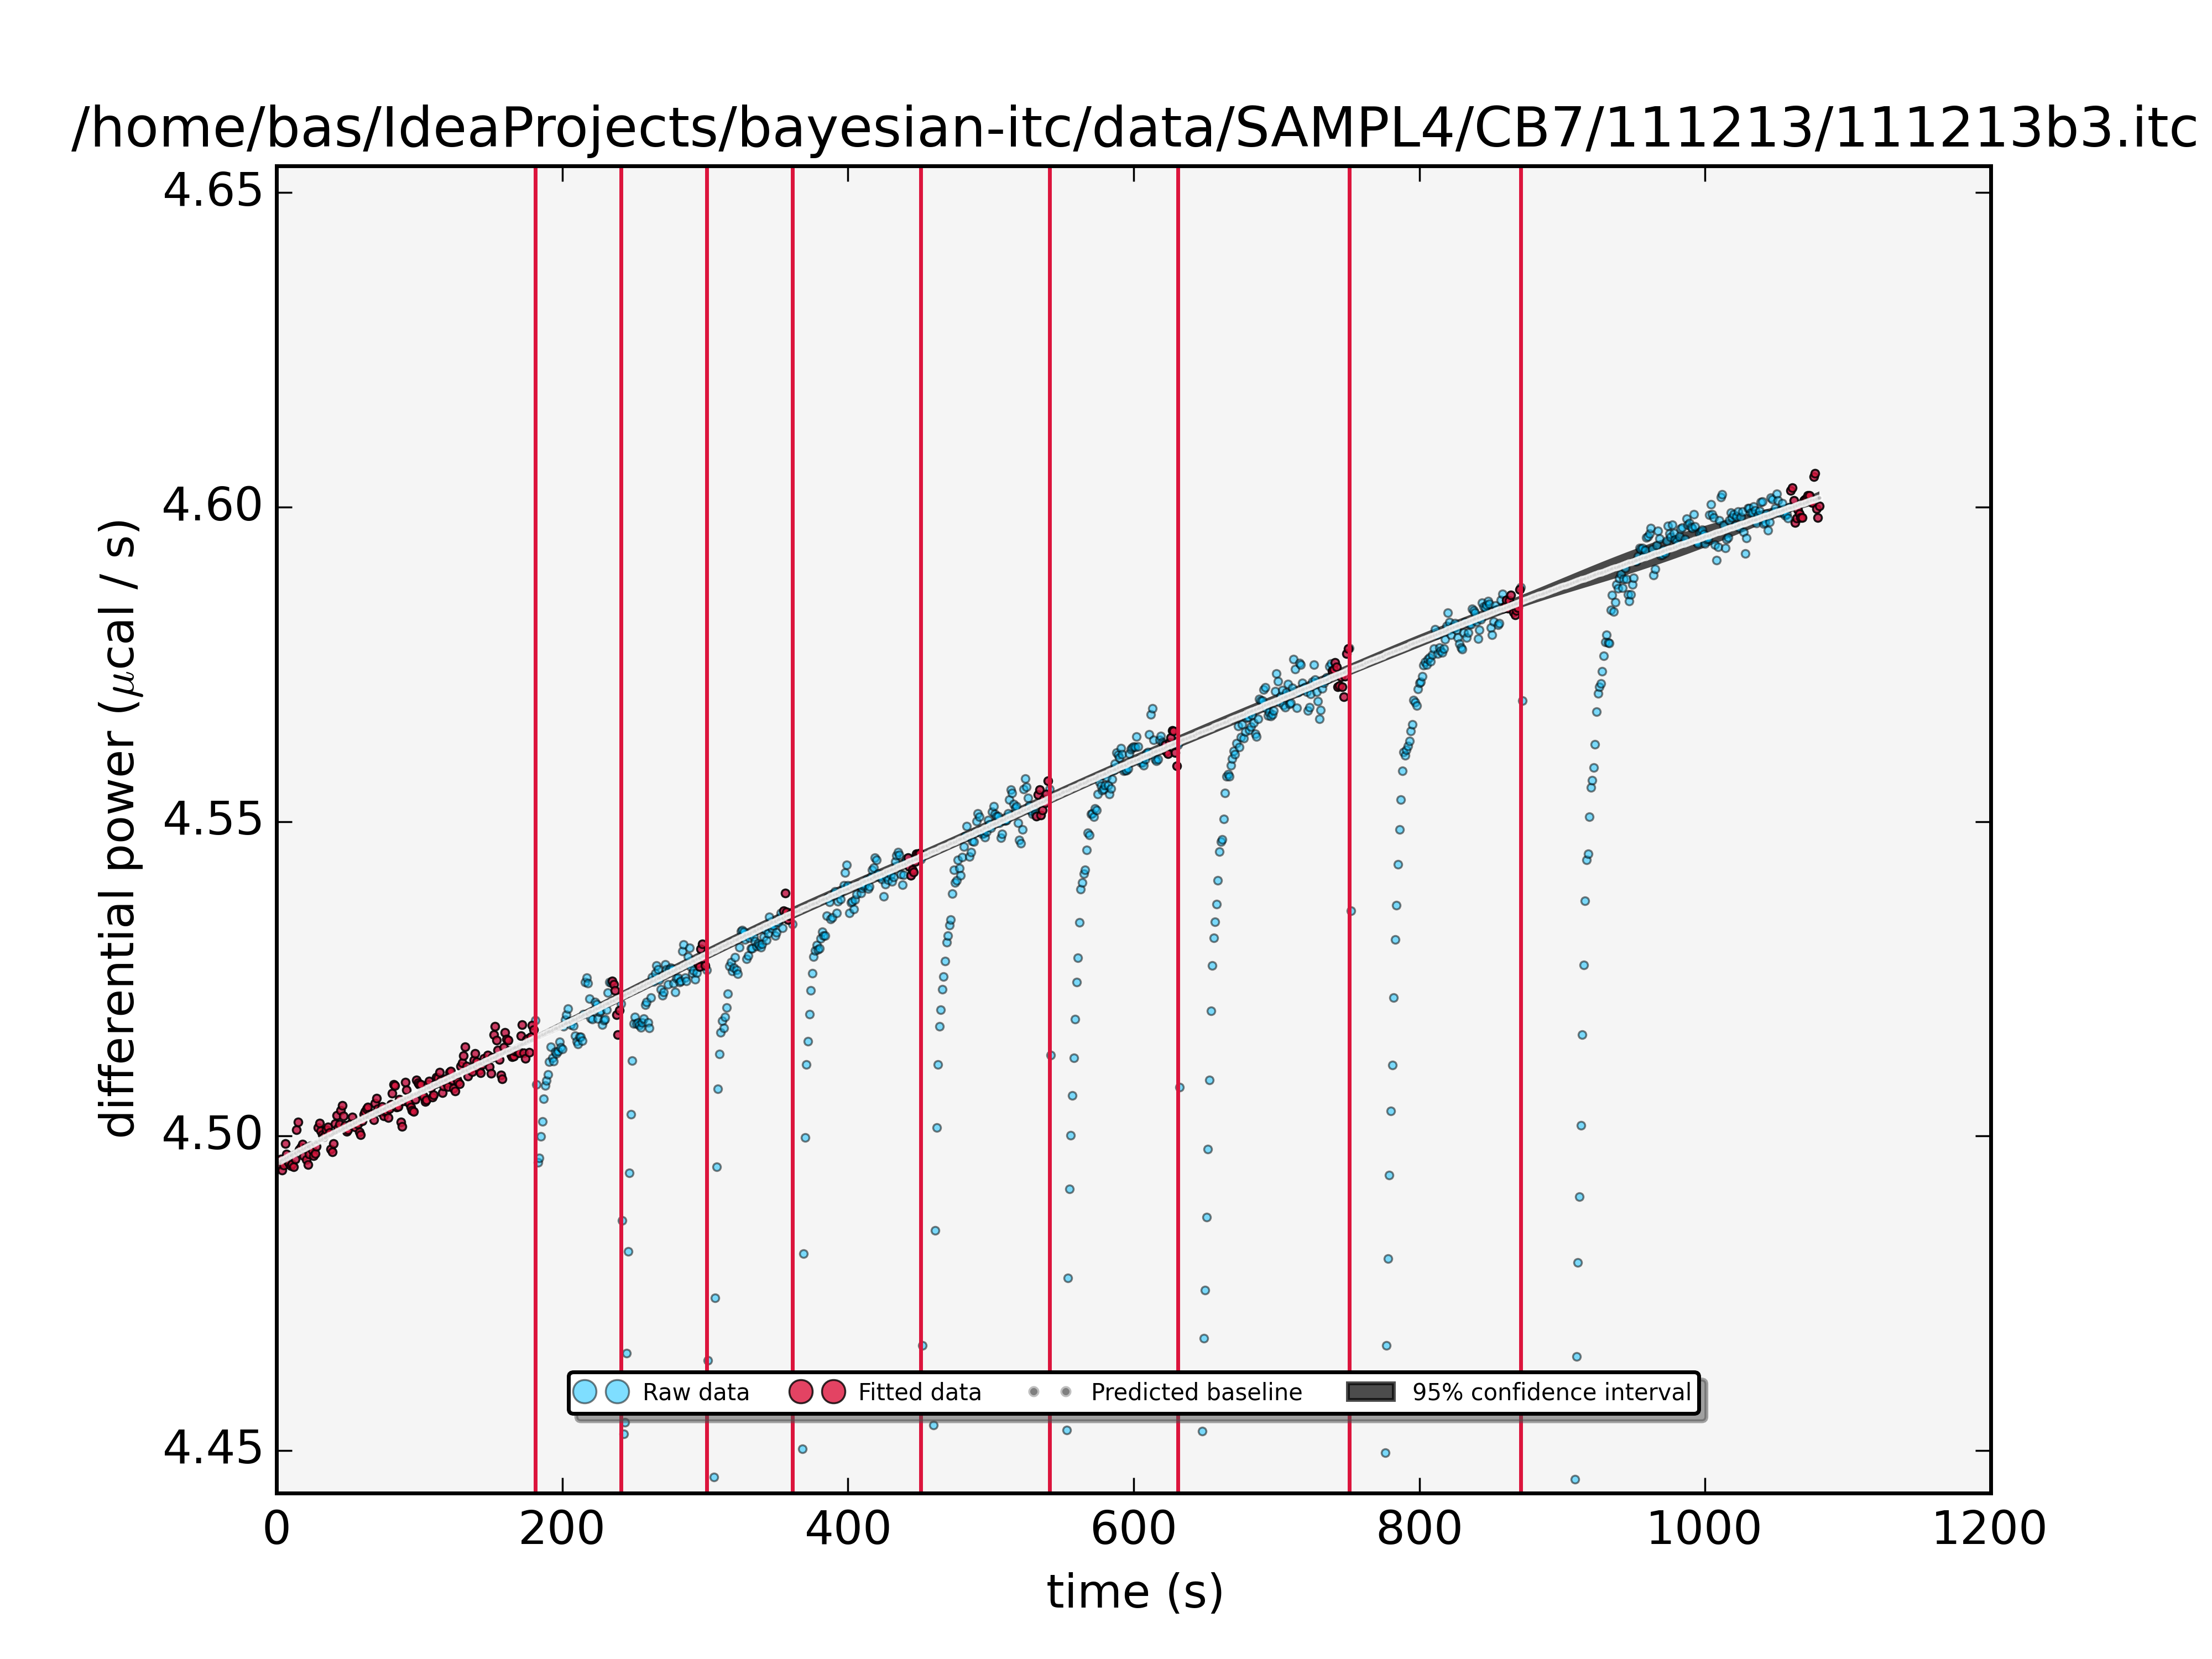 /home/bas/IdeaProjects/bayesian-itc/data/SAMPL4/CB7/111213/111213b3.itc
differential power (μcal / s)
4.65
4.60
4.55
4.50
4.45
Raw data Fitted data Predicted baseline 95% confidence interval
0 200 400 600 800 1000 1200
time (s)